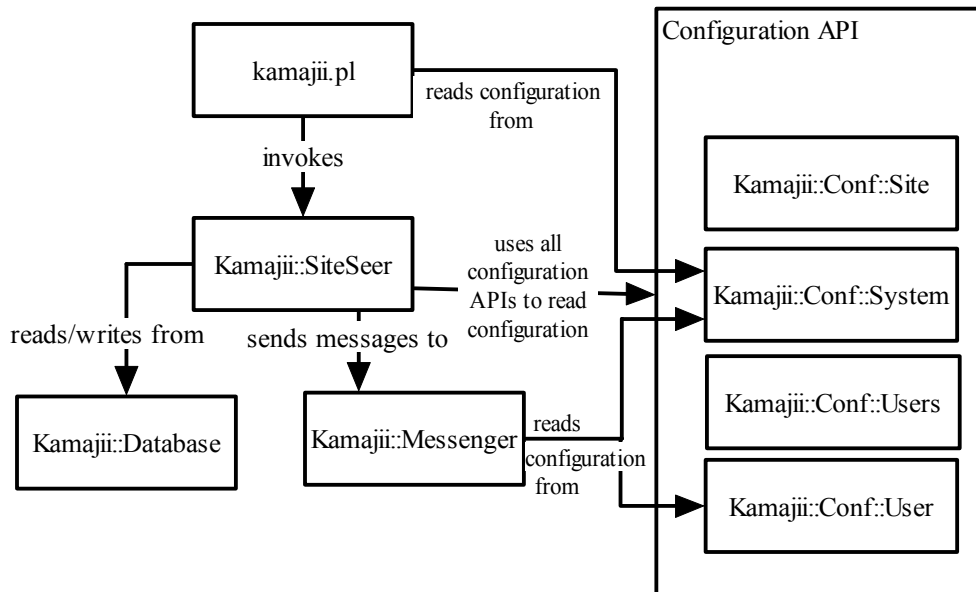 Configuration API
kamajii.pl
reads configuration
from
invokes
Kamajii::Conf::Site
Kamajii::SiteSeer
uses all
configuration
APIs to read
configuration
Kamajii::Conf::System
reads/writes from
sends messages to
Kamajii::Conf::Users
Kamajii::Database
Kamajii::Messenger
reads
configuration
from
Kamajii::Conf::User